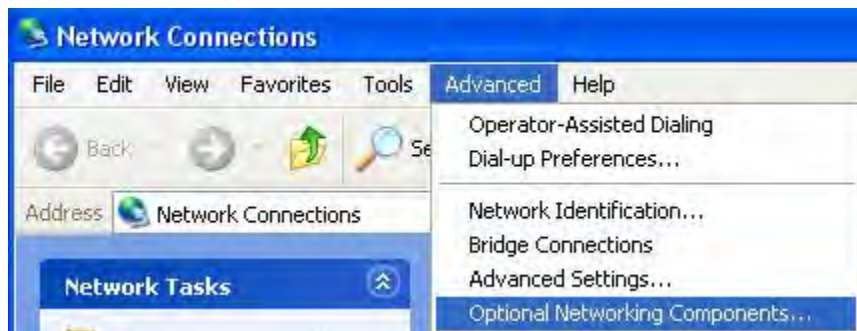 Network Connections
File Edit View Favorites Tools Advanced Help
Back
Operator-Assisted Dialing
Dial-up Preferences...
Address Network Connections
Network Identification...
Bridge Connections
Advanced Settings...
Network Tasks
Optional Networking Components...